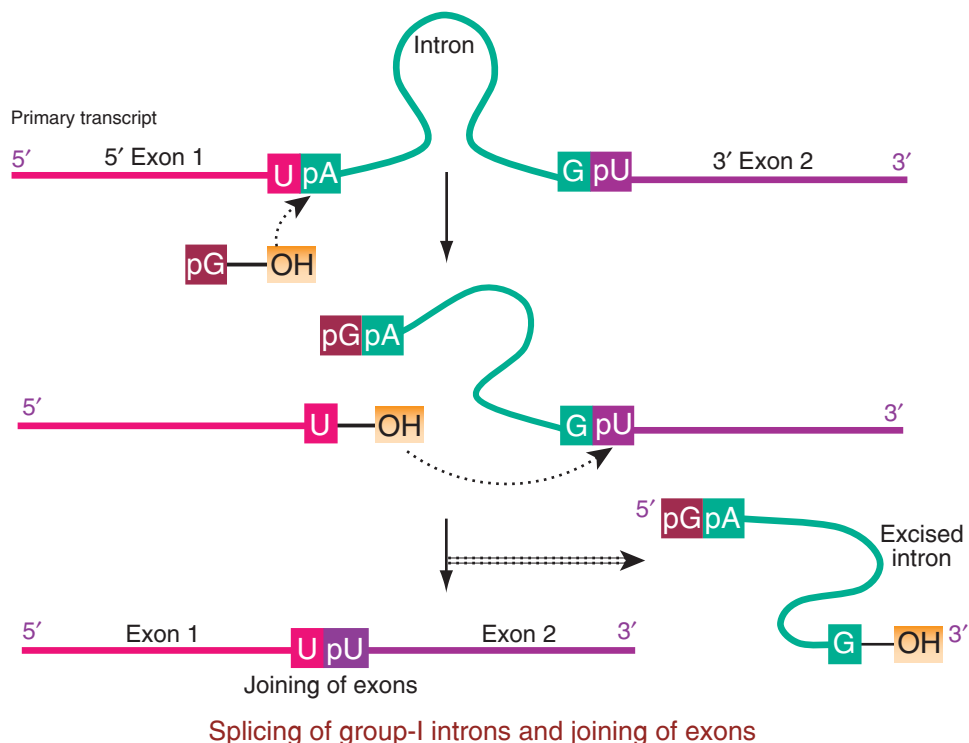 Intron
Primary transcript
5′ 5′ Exon 1 U pA G pU 3′ Exon 2 3′
pG OH
pG pA
5′ U OH G pU 3′
5′ pG pA
Excised
intron
5′ Exon 1 U pU Exon 2 3′
G OH 3′
Joining of exons
Splicing of group-I introns and joining of exons